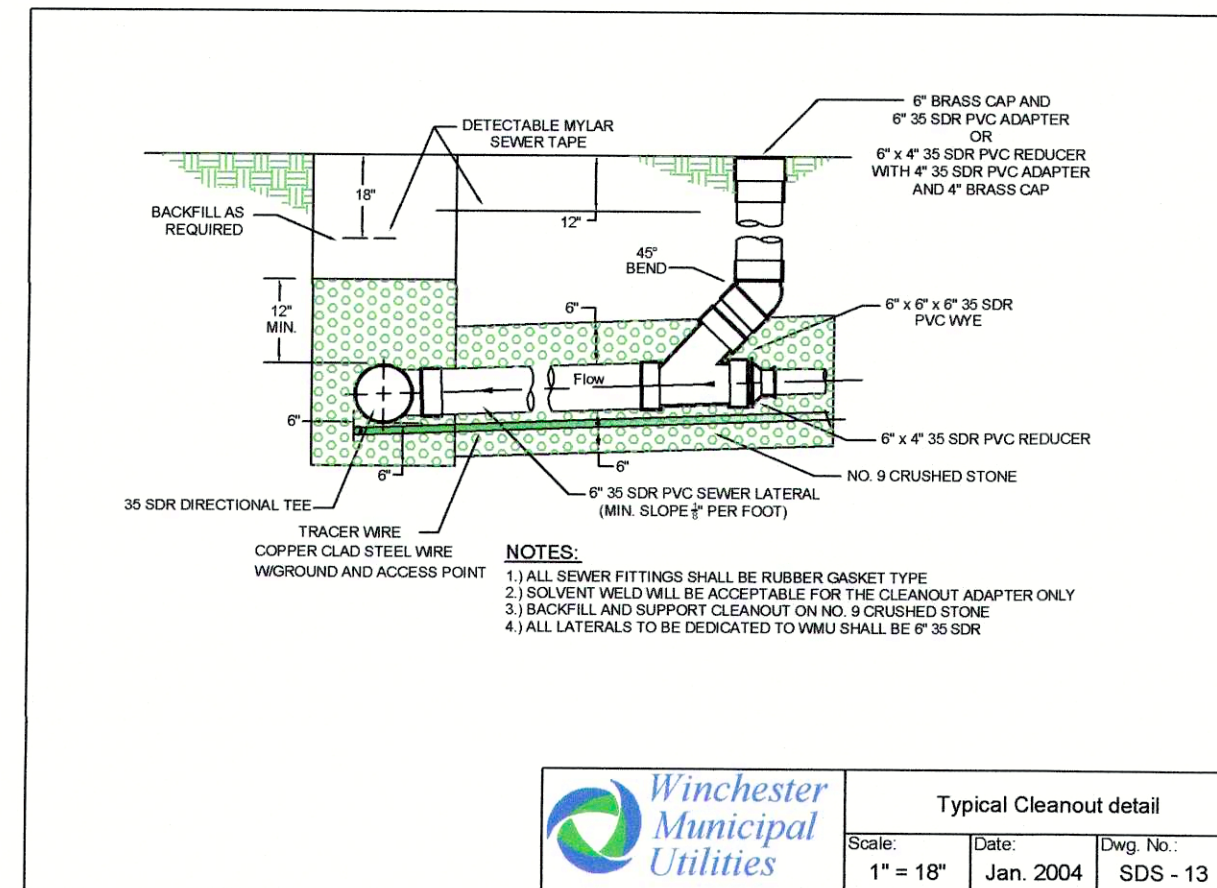 6" BRASS CAP AND
6" 35 SDR PVC ADAPTER
OR
6" x 4" 35 SDR PVC REDUCER
WITH 4" 35 SDR PVC ADAPTER
AND 4" BRASS CAP
DETECTABLE MYLAR
SEWER TAPE
18"
BACKFILL AS
REQUIRED
12"
45°
BEND
12"
MIN.
6"
6" x 6" x 6" 35 SDR
PVC WYE
Flow
6"
6"
6"
6" x 4" 35 SDR PVC REDUCER
NO. 9 CRUSHED STONE
35 SDR DIRECTIONAL TEE
6" 35 SDR PVC SEWER LATERAL
(MIN. SLOPE 1/8" PER FOOT)
TRACER WIRE
COPPER CLAD STEEL WIRE
W/GROUND AND ACCESS POINT
NOTES:
1.) ALL SEWER FITTINGS SHALL BE RUBBER GASKET TYPE
2.) SOLVENT WELD WILL BE ACCEPTABLE FOR THE CLEANOUT ADAPTER ONLY
3.) BACKFILL AND SUPPORT CLEANOUT ON NO. 9 CRUSHED STONE
4.) ALL LATERALS TO BE DEDICATED TO WMU SHALL BE 6" 35 SDR
Winchester
Municipal
Utilities
Typical Cleanout detail
Scale:
1" = 18"
Date:
Jan. 2004
Dwg. No.:
SDS - 13